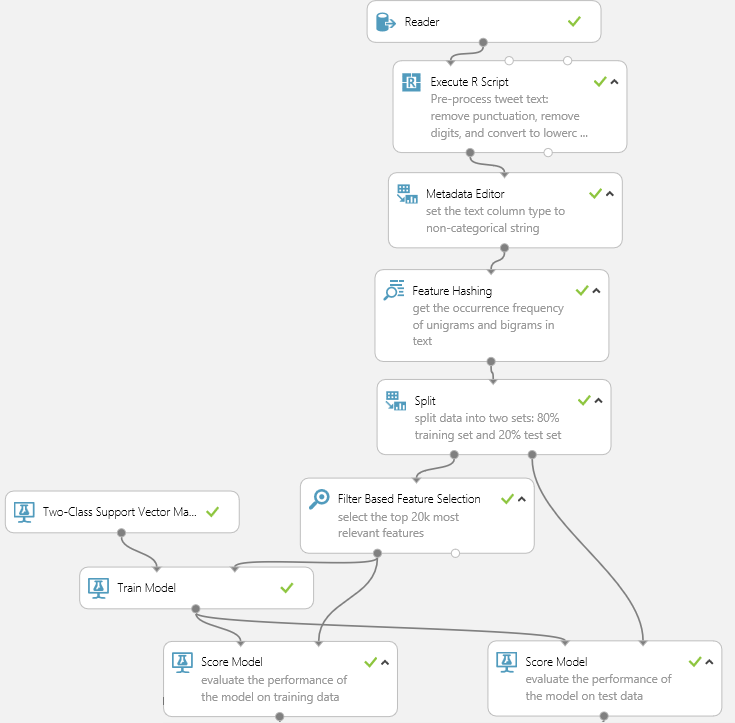 Reader
Execute R Script
Pre-process tweet text:
remove punctuation, remove
digits, and convert to lowerc ...
Metadata Editor
set the text column type to
non-categorical string
Feature Hashing
get the occurrence frequency
of unigrams and bigrams in
text
Split
split data into two sets: 80%
training set and 20% test set
Filter Based Feature Selection
select the top 20k most
relevant features
Two-Class Support Vector Ma...
Train Model
Score Model
evaluate the performance of
the model on training data
Score Model
evaluate the performance of
the model on test data